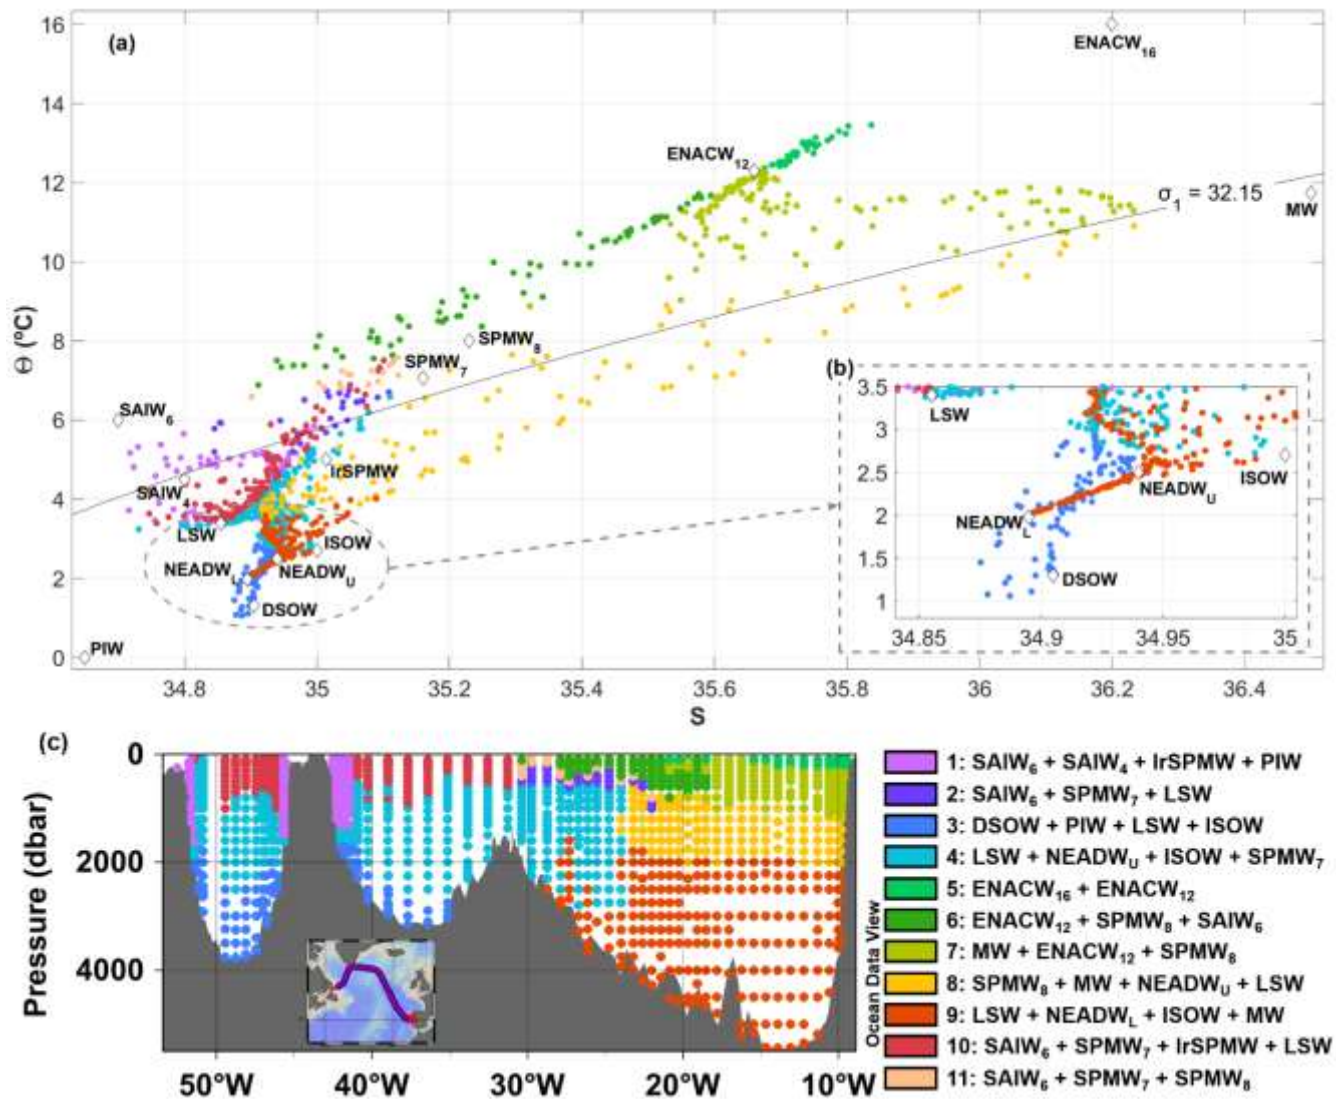 (a)
16
14
12
10
8
6
4
2
0
Θ (ºC)
ENACW16
ENACW12
σ1 = 32.15
MW
SPMW8
SPMW7
SAIW6
IrSPMW
SAIW4
LSW
ISOW
NEADWL
NEADWU
DSOW
PIW
34.8 35 35.2 35.4 35.6 35.8 36 36.2 36.4
S
(b)
3.5
3
2.5
2
1.5
1
LSW
ISOW
NEADWU
NEADWL
DSOW
34.85 34.9 34.95 35
(c)
0
2000
4000
Pressure (dbar)
50°W 40°W 30°W 20°W 10°W
Ocean Data View
1: SAIW6 + SAIW4 + IrSPMW + PIW
2: SAIW6 + SPMW7 + LSW
3: DSOW + PIW + LSW + ISOW
4: LSW + NEADWU + ISOW + SPMW7
5: ENACW16 + ENACW12
6: ENACW12 + SPMW8 + SAIW6
7: MW + ENACW12 + SPMW8
8: SPMW8 + MW + NEADWU + LSW
9: LSW + NEADWL + ISOW + MW
10: SAIW6 + SPMW7 + IrSPMW + LSW
11: SAIW6 + SPMW7 + SPMW8